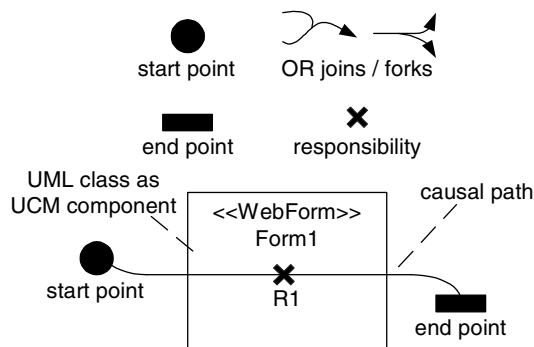 start point
OR joins / forks
end point
responsibility
UML class as
UCM component
<<WebForm>>
Form1
causal path
start point
R1
end point